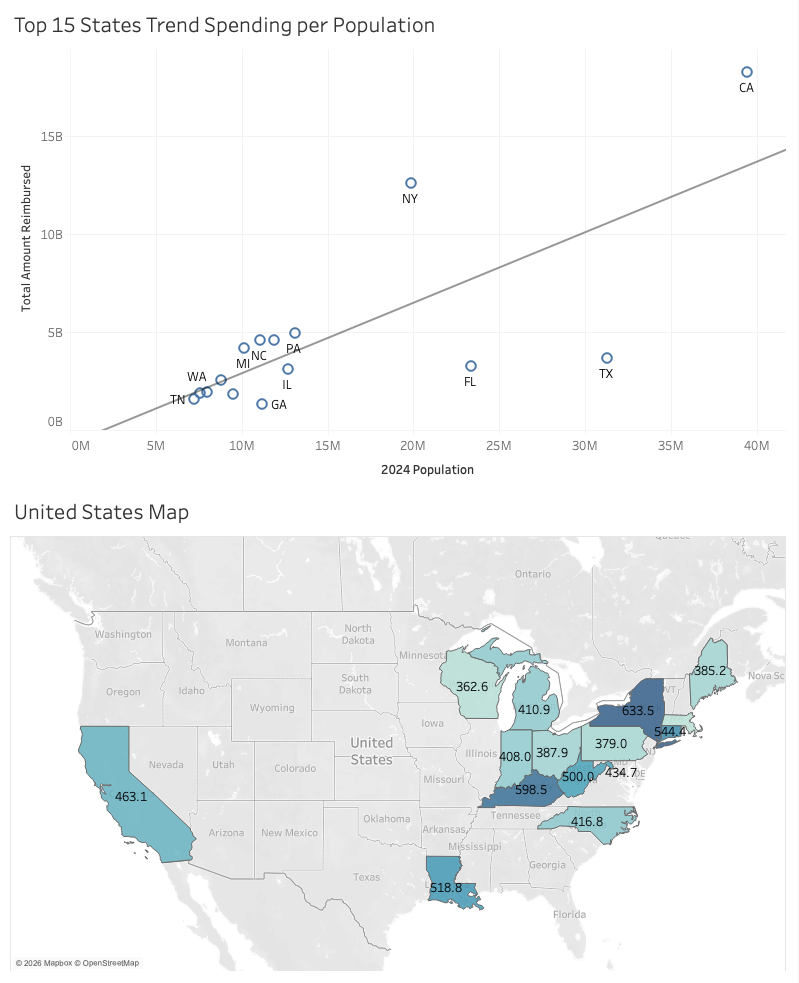 Top 15 States Trend Spending per Population
Total Amount Reimbursed
15B
10B
5B
0B
CA
NY
PA
NC
MI
WA
TN
IL
GA
FL
TX
0M
5M
10M
15M
20M
25M
30M
35M
40M
2024 Population
United States Map
Québec
Ontario
Washington
Montana
North
Dakota
Minnesot
385.2
Nova Sc
Oregon
Idaho
South
Dakota
Wyoming
362.6
410.9
VT
633.5
544.4
Iowa
Nevada
Utah
Colorado
United
States
Illinois
408.0
387.9
379.0
NJ
Missouri
463.1
598.5
500.0
434.7
DE
Arizona
New Mexico
Oklahoma
Arkansas
Tennessee
416.8
Mississippi
Texas
518.8
Georgia
Florida
© 2026 Mapbox © OpenStreetMap